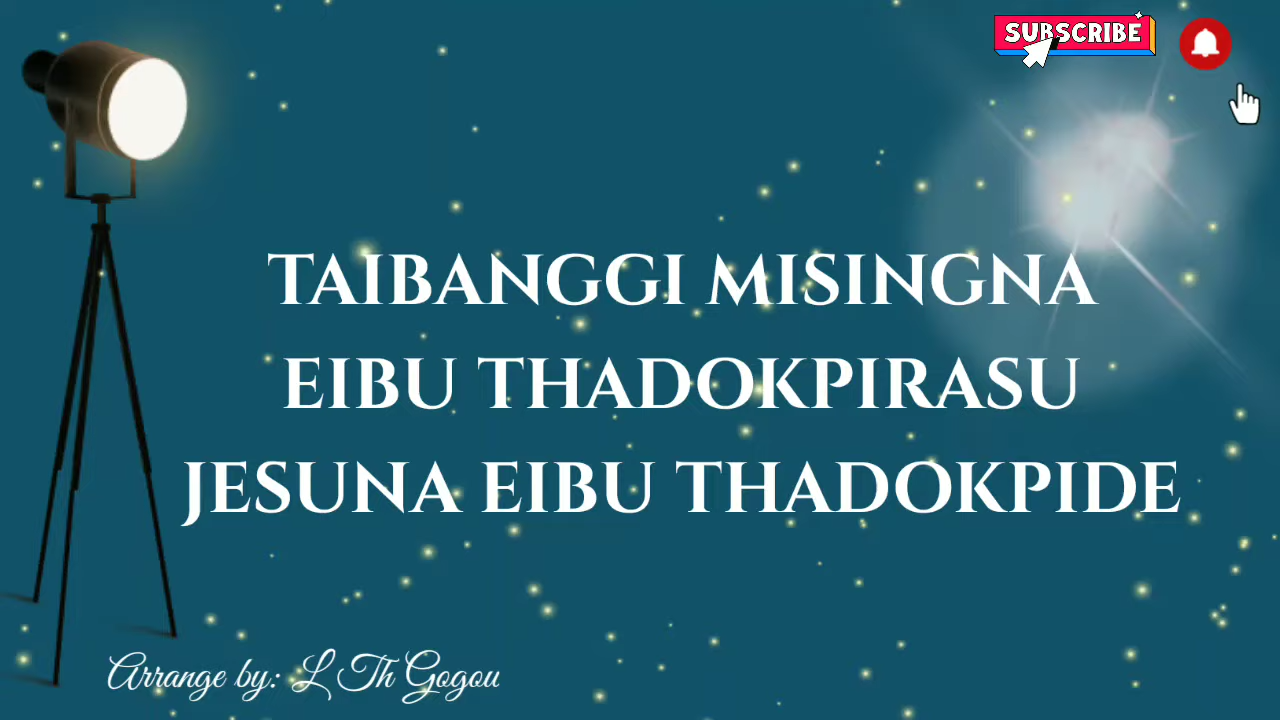 SUBSCRIBE
TAIBANGGI MISINGNA
EIBU THADOKPIRASU
JESUNA EIBU THADOKPIDE
Arrange by: L Th Gogou